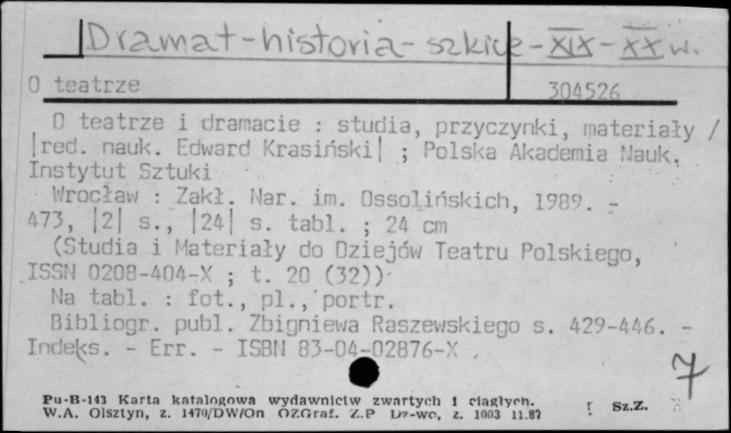 Dramat-historia-szkice-XIX-XX w.
O teatrze 304526
O teatrze i dramacie : studia, przyczynki, materiały /
|red. nauk. Edward Krasiński| ; Polska Akademia Nauk.
Instytut Sztuki
Wrocław : Zakł. Nar. im. Ossolińskich, 1989. -
473, |2| s., |24| s. tabl. ; 24 cm
(Studia i Materiały do Dziejów Teatru Polskiego,
ISSN 0208-404-X ; t. 20 (32))
Na tabl. : fot., pl., portr.
Bibliogr. publ. Zbigniewa Raszewskiego s. 429-446. -
Indeks. - Err. - ISBN 83-04-02876-X
7
Pu-B-143 Karta katalogowa wydawnictw zwartych i ciągłych.
W.A. Olsztyn, z. 1470/DW/On OZGraf. Z.P Dz-wo, z. 1003 11.87 Sz.Z.